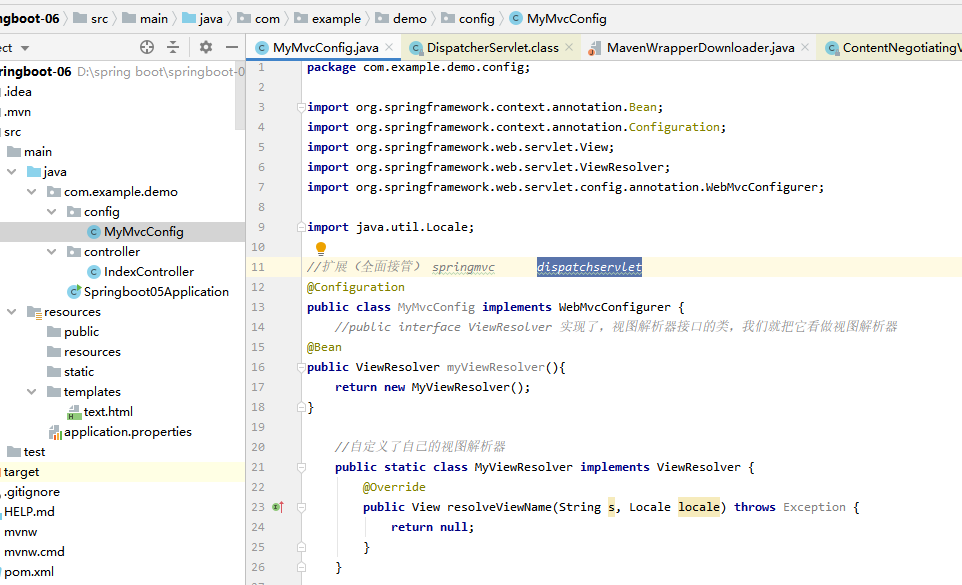 ngboot-06 src main java com example demo config MyMvcConfig
ect MyMvcConfig.java DispatcherServlet.class MavenWrapperDownloader.java ContentNegotiatingV
ringboot-06 D:\spring boot\springboot-0
.idea
.mvn
src
main
java
com.example.demo
config
MyMvcConfig
controller
IndexController
Springboot05Application
resources
public
resources
static
templates
text.html
application.properties
test
target
.gitignore
HELP.md
mvnw
mvnw.cmd
pom.xml
1 package com.example.demo.config;
2
3 import org.springframework.context.annotation.Bean;
4 import org.springframework.context.annotation.Configuration;
5 import org.springframework.web.servlet.View;
6 import org.springframework.web.servlet.ViewResolver;
7 import org.springframework.web.servlet.config.annotation.WebMvcConfigurer;
8
9 import java.util.Locale;
10
11 //扩展（全面接管） springmvc dispatchservlet
12 @Configuration
13 public class MyMvcConfig implements WebMvcConfigurer {
14 //public interface ViewResolver 实现了，视图解析器接口的类，我们就把它看做视图解析器
15 @Bean
16 public ViewResolver myViewResolver(){
17 return new MyViewResolver();
18 }
19
20 //自定义了自己的视图解析器
21 public static class MyViewResolver implements ViewResolver {
22 @Override
23 public View resolveViewName(String s, Locale locale) throws Exception {
24 return null;
25 }
26 }